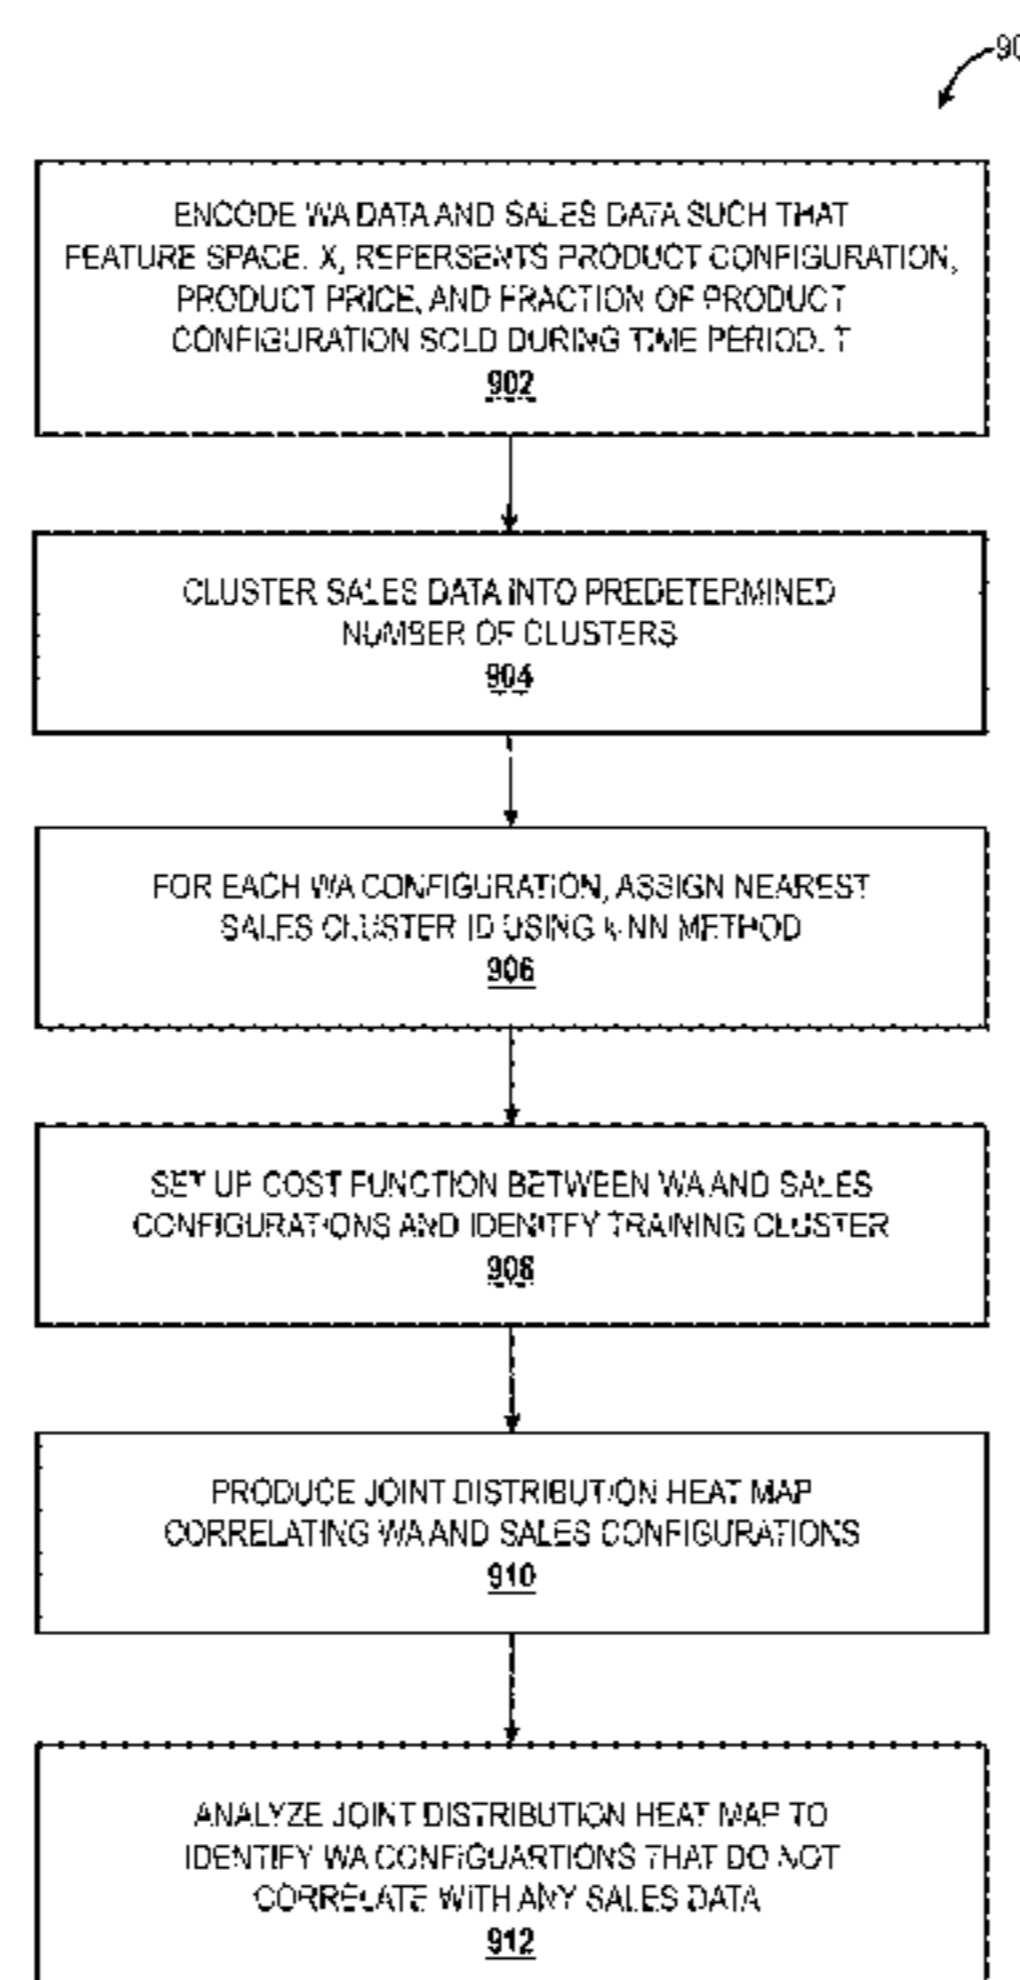 90
ENCODE WA DATA AND SALES DATA SUCH THAT
FEATURE SPACE, X, REPERSENTS PRODUCT CONFIGURATION,
PRODUCT PRICE, AND FRACTION OF PRODUCT
CONFIGURATION SOLD DURING TIME PERIOD, T
902
CLUSTER SALES DATA INTO PREDETERMINED
NUMBER OF CLUSTERS
904
FOR EACH WA CONFIGURATION, ASSIGN NEAREST
SALES CLUSTER ID USING k-NN METHOD
906
SET UP COST FUNCTION BETWEEN WA AND SALES
CONFIGURATIONS AND IDENITFY TRAINING CLUSTER
908
PRODUCE JOINT DISTRIBUTION HEAT MAP
CORRELATING WA AND SALES CONFIGURATIONS
910
ANALYZE JOINT DISTRIBUTION HEAT MAP TO
IDENTIFY WA CONFIGUARTIONS THAT DO NOT
CORRELATE WITH ANY SALES DATA
912